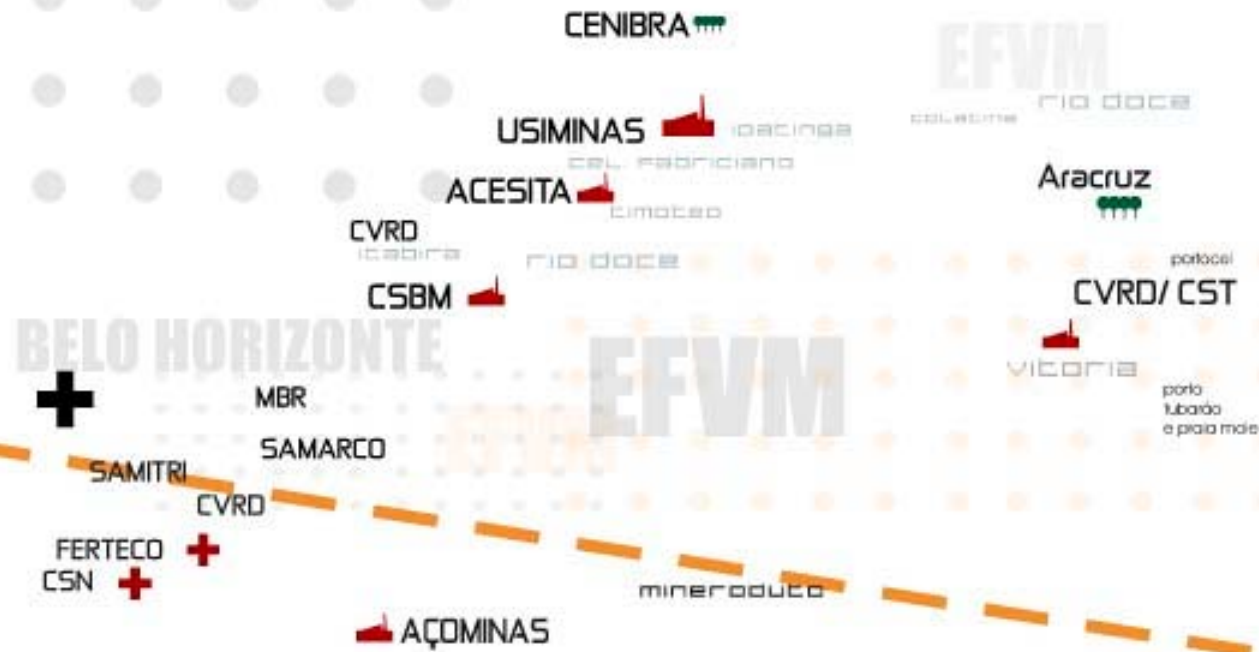 CENIBRA
EFVM
rio doce
colatina
USIMINAS
ipatinga
cel. fabriciano
Aracruz
ACESITA
timoteo
CVRD
itabira
rio doce
portocel
CSBM
CVRD/ CST
BELO HORIZONTE
EFVM
vitoria
MBR
porto
tubarão
e praia mole
SAMARCO
SAMITRI
CVRD
FERTECO
CSN
mineroduto
AÇOMINAS